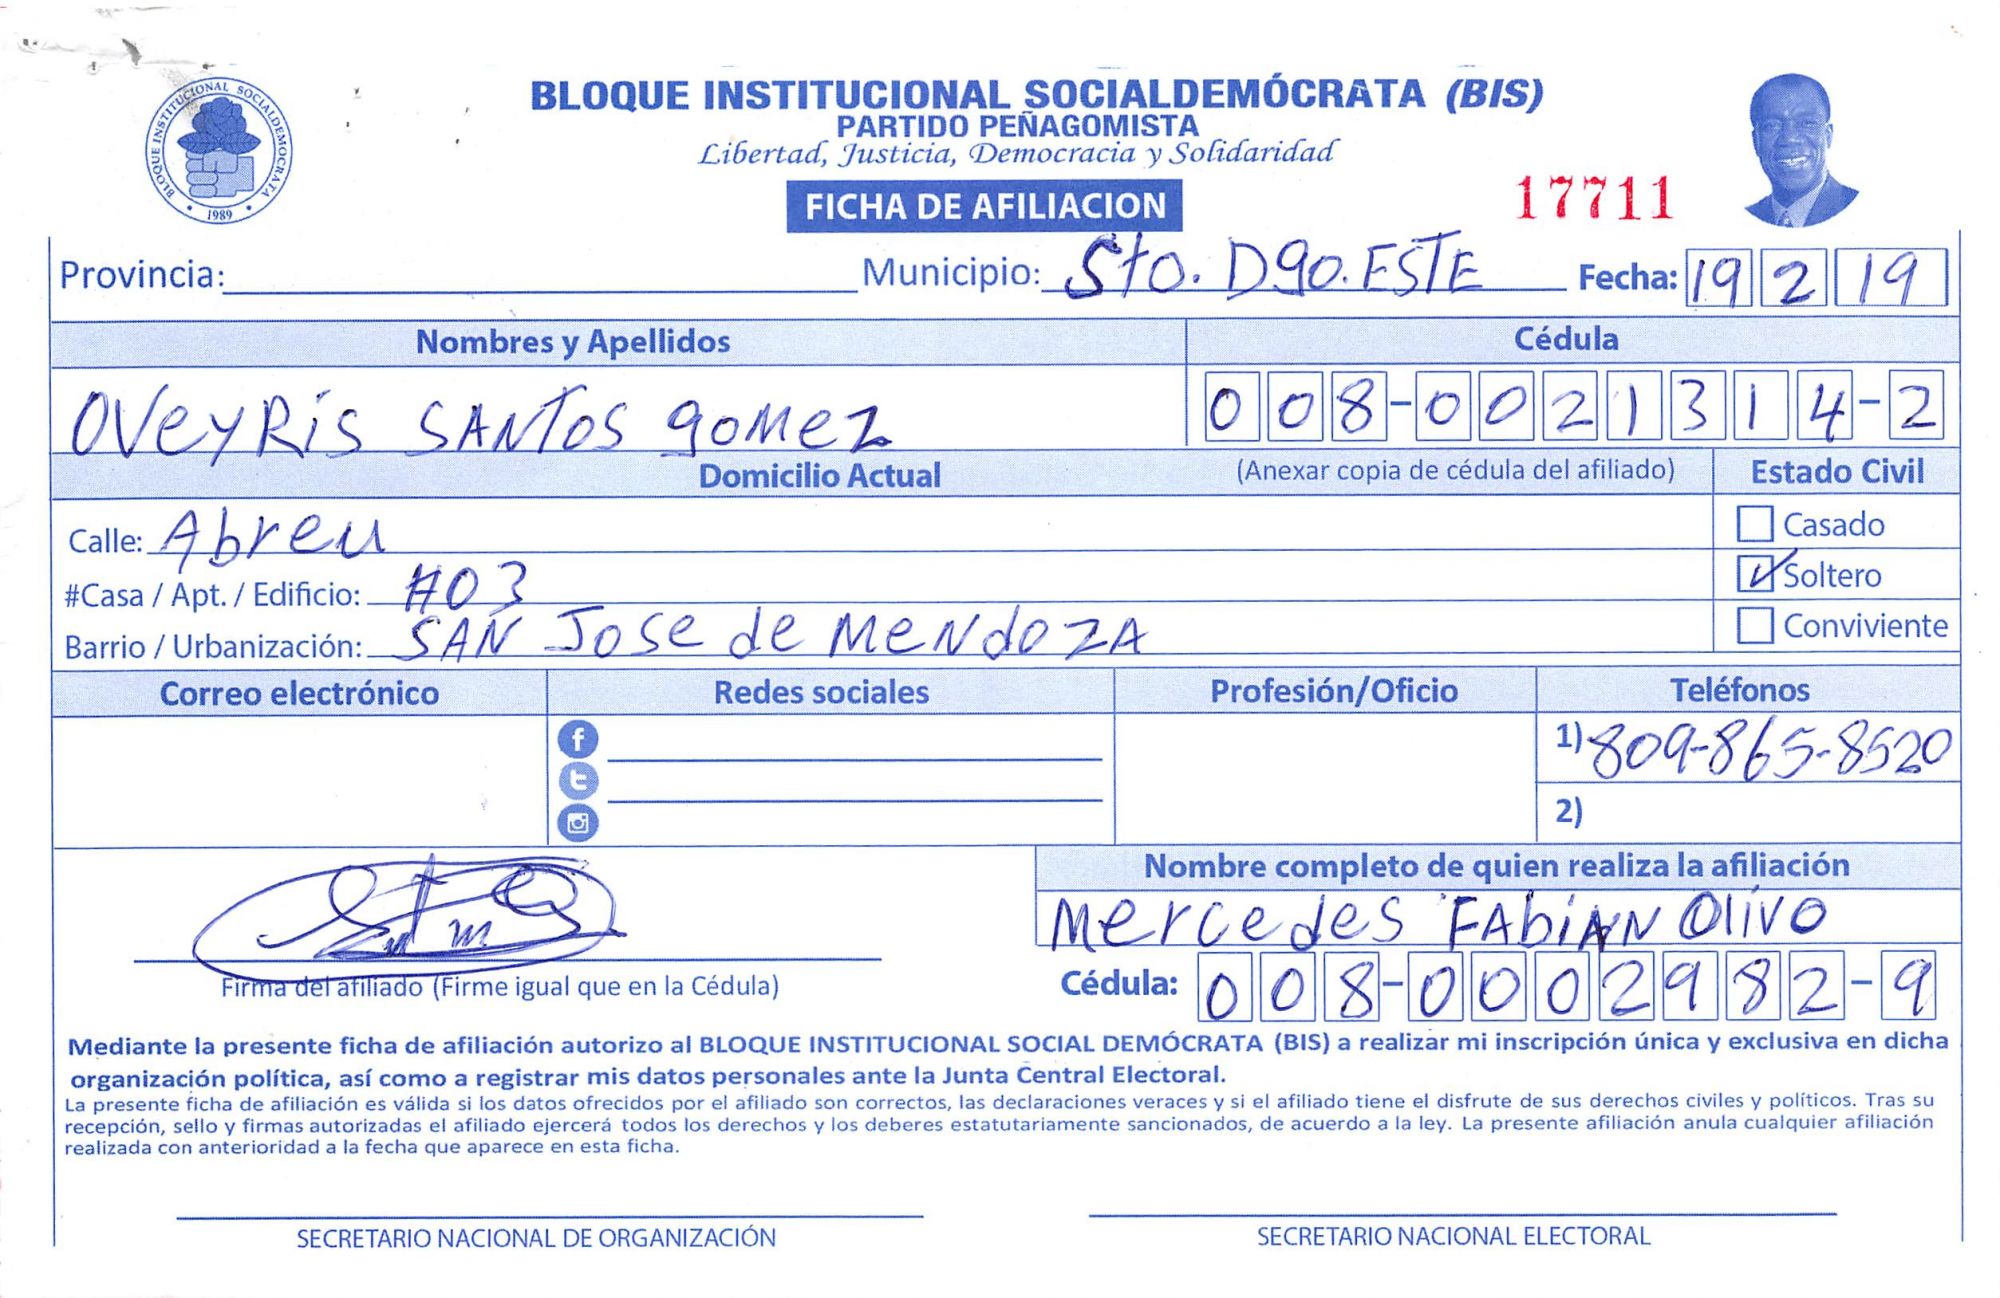 BLOQUE INSTITUCIONAL SOCIALDEMOCRATA
1989
BLOQUE INSTITUCIONAL SOCIALDEMÓCRATA (BIS)
PARTIDO PEÑAGOMISTA
Libertad, Justicia, Democracia y Solidaridad
FICHA DE AFILIACION
17711
Provincia: Municipio: Sto. Dgo. ESTE Fecha: 19 2 19
Nombres y Apellidos Cédula
OVeyRis SANTos gomez 008-0021314-2
Domicilio Actual (Anexar copia de cédula del afiliado) Estado Civil
Calle: Abreu Casado
#Casa / Apt. / Edificio: #03 Soltero
Barrio / Urbanización: SAN Jose de MeNdoZA Conviviente
Correo electrónico Redes sociales Profesión/Oficio Teléfonos
1) 809-865-8520
2)
Nombre completo de quien realiza la afiliación
Mercedes FAbiAN Olivo
Firma del afiliado (Firme igual que en la Cédula) Cédula: 008-0002982-9
Mediante la presente ficha de afiliación autorizo al BLOQUE INSTITUCIONAL SOCIAL DEMÓCRATA (BIS) a realizar mi inscripción única y exclusiva en dicha
organización política, así como a registrar mis datos personales ante la Junta Central Electoral.
La presente ficha de afiliación es válida si los datos ofrecidos por el afiliado son correctos, las declaraciones veraces y si el afiliado tiene el disfrute de sus derechos civiles y políticos. Tras su
recepción, sello y firmas autorizadas el afiliado ejercerá todos los derechos y los deberes estatutariamente sancionados, de acuerdo a la ley. La presente afiliación anula cualquier afiliación
realizada con anterioridad a la fecha que aparece en esta ficha.
SECRETARIO NACIONAL DE ORGANIZACIÓN SECRETARIO NACIONAL ELECTORAL